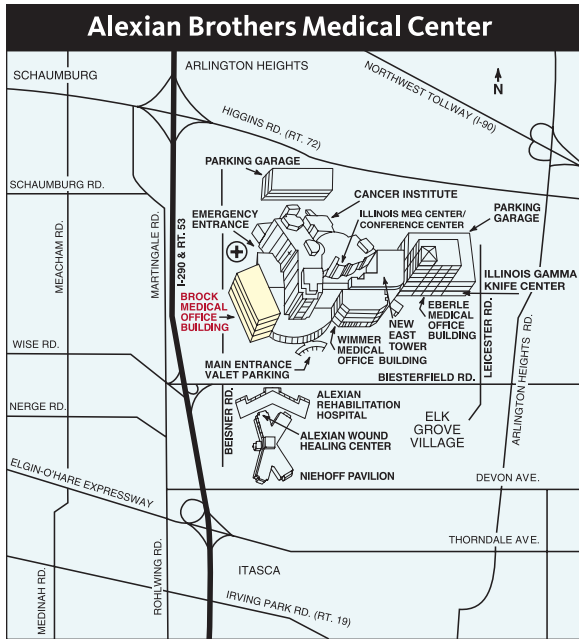 Alexian Brothers Medical Center
SCHAUMBURG
ARLINGTON HEIGHTS
NORTHWEST TOLLWAY (I-90)
N
HIGGINS RD. (RT. 72)
PARKING GARAGE
SCHAUMBURG RD.
MEACHAM RD.
MARTINGALE RD.
I-290 & RT. 53
CANCER INSTITUTE
PARKING
GARAGE
EMERGENCY
ENTRANCE
ILLINOIS MEG CENTER/
CONFERENCE CENTER
ILLINOIS GAMMA
KNIFE CENTER
BROCK
MEDICAL
OFFICE
BUILDING
EBERLE
MEDICAL
OFFICE
BUILDING
NEW
EAST
TOWER
WIMMER
MEDICAL
OFFICE BUILDING
LEICESTER RD.
ARLINGTON HEIGHTS RD.
WISE RD.
MAIN ENTRANCE
VALET PARKING
BIESTERFIELD RD.
BEISNER RD.
NERGE RD.
ALEXIAN
REHABILITATION
HOSPITAL
ELK
GROVE
VILLAGE
ALEXIAN WOUND
HEALING CENTER
NIEHOFF PAVILION
DEVON AVE.
ELGIN-O'HARE EXPRESSWAY
THORNDALE AVE.
MEDINAH RD.
ROHLWING RD.
ITASCA
IRVING PARK RD. (RT. 19)